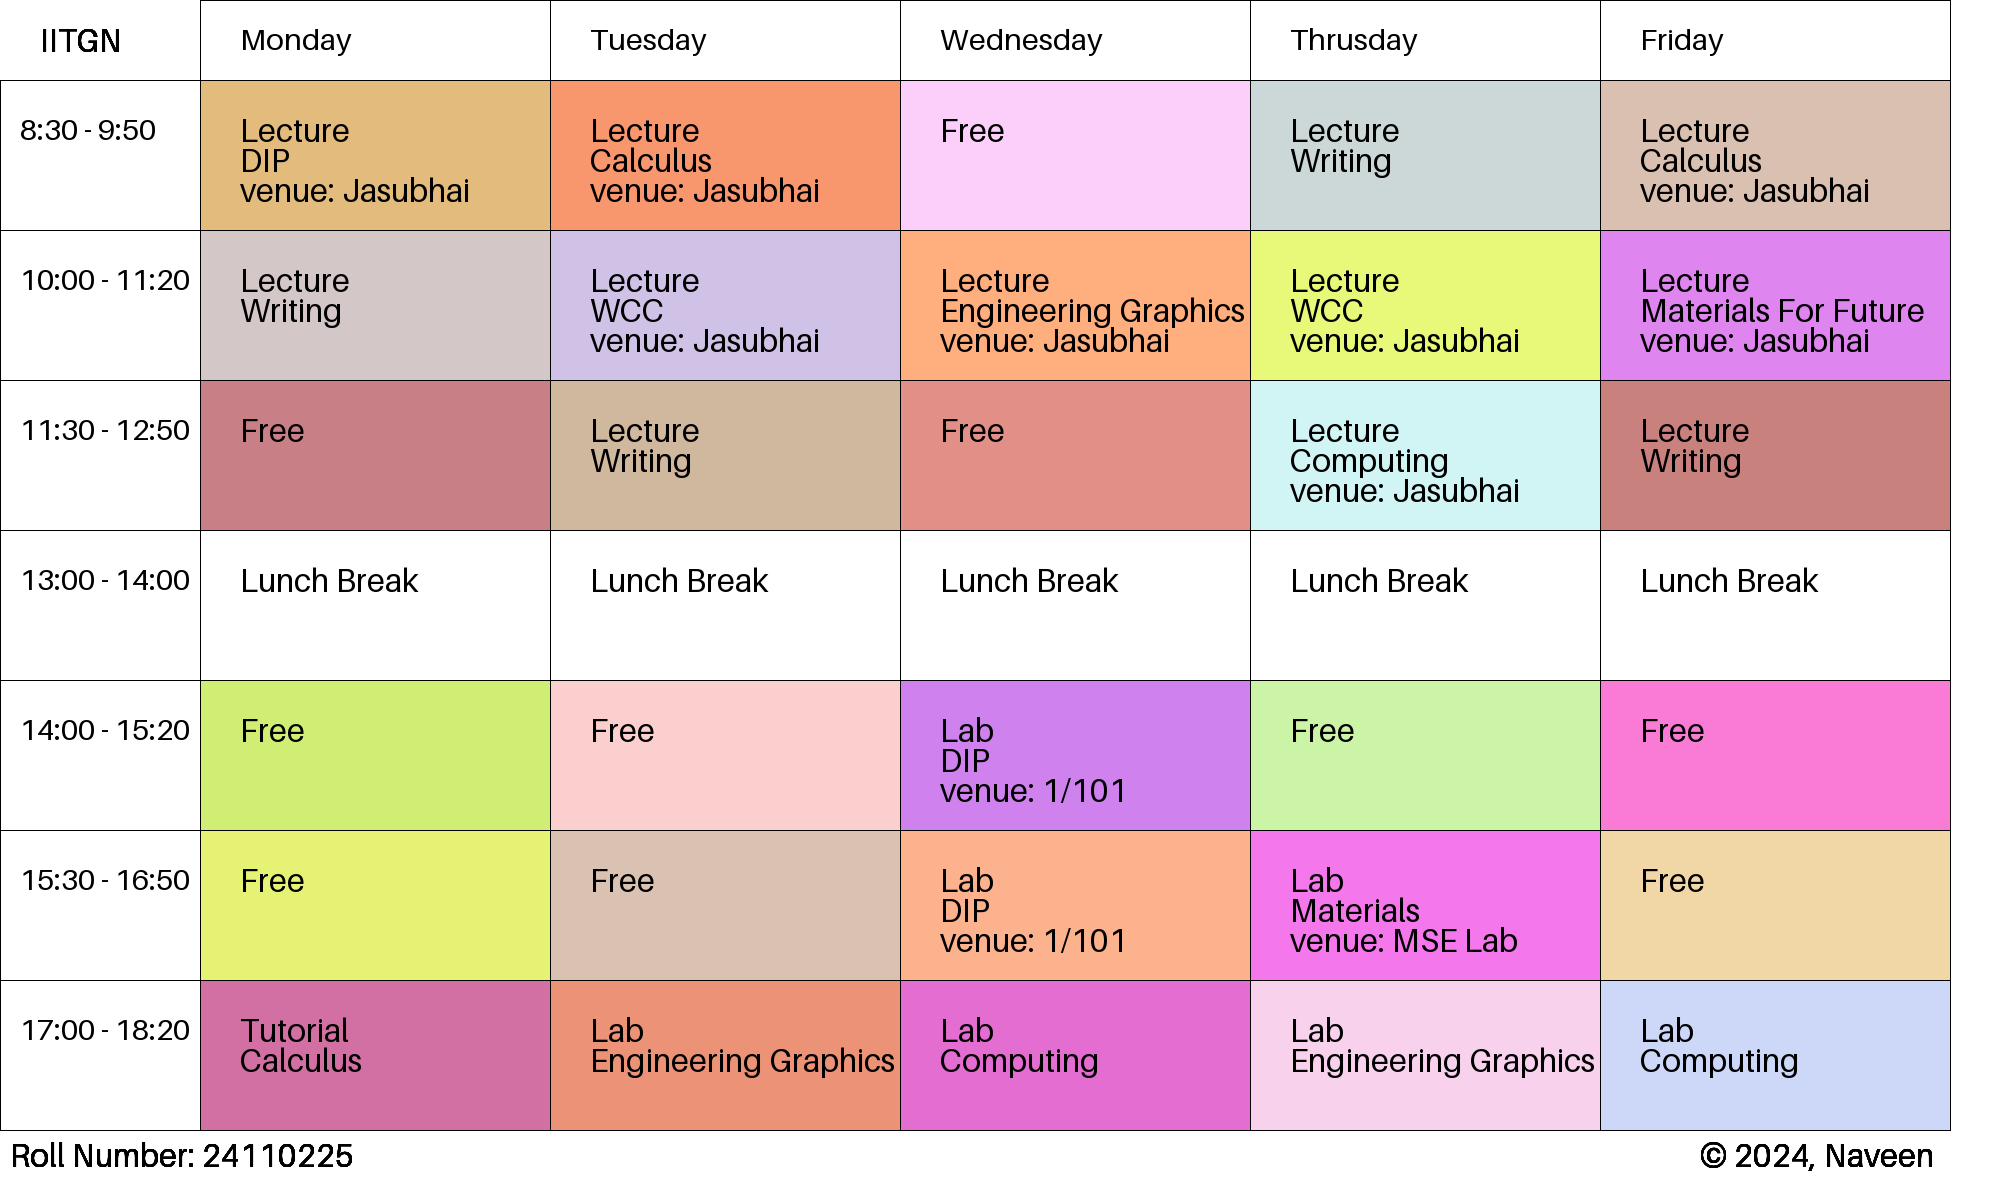 IITGN Monday Tuesday Wednesday Thrusday Friday
8:30 - 9:50
Lecture
DIP
venue: Jasubhai
Lecture
Calculus
venue: Jasubhai
Free
Lecture
Writing
Lecture
Calculus
venue: Jasubhai
10:00 - 11:20
Lecture
Writing
Lecture
WCC
venue: Jasubhai
Lecture
Engineering Graphics
venue: Jasubhai
Lecture
WCC
venue: Jasubhai
Lecture
Materials For Future
venue: Jasubhai
11:30 - 12:50
Free
Lecture
Writing
Free
Lecture
Computing
venue: Jasubhai
Lecture
Writing
13:00 - 14:00
Lunch Break
Lunch Break
Lunch Break
Lunch Break
Lunch Break
14:00 - 15:20
Free
Free
Lab
DIP
venue: 1/101
Free
Free
15:30 - 16:50
Free
Free
Lab
DIP
venue: 1/101
Lab
Materials
venue: MSE Lab
Free
17:00 - 18:20
Tutorial
Calculus
Lab
Engineering Graphics
Lab
Computing
Lab
Engineering Graphics
Lab
Computing
Roll Number: 24110225
© 2024, Naveen